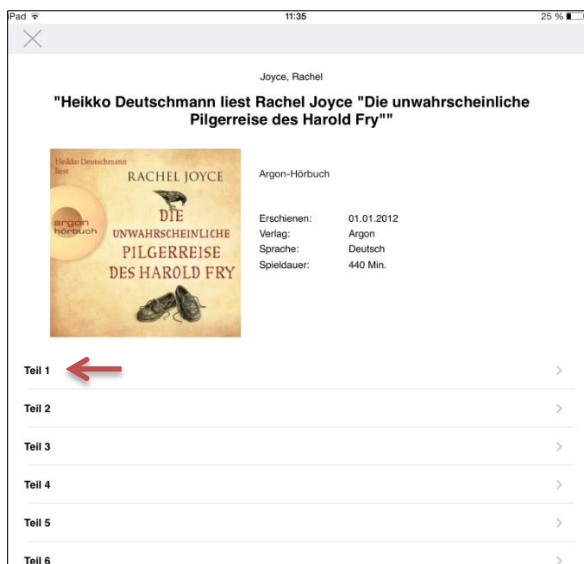 iPad 11:35 25 %
Joyce, Rachel
"Heikko Deutschmann liest Rachel Joyce "Die unwahrscheinliche
Pilgerreise des Harold Fry""
Heikko Deutschmann
liest
RACHEL JOYCE
argon
hörbuch
DIE
UNWAHRSCHEINLICHE
PILGERREISE
DES HAROLD FRY
Argon-Hörbuch
Erschienen: 01.01.2012
Verlag: Argon
Sprache: Deutsch
Spieldauer: 440 Min.
Teil 1
Teil 2
Teil 3
Teil 4
Teil 5
Teil 6